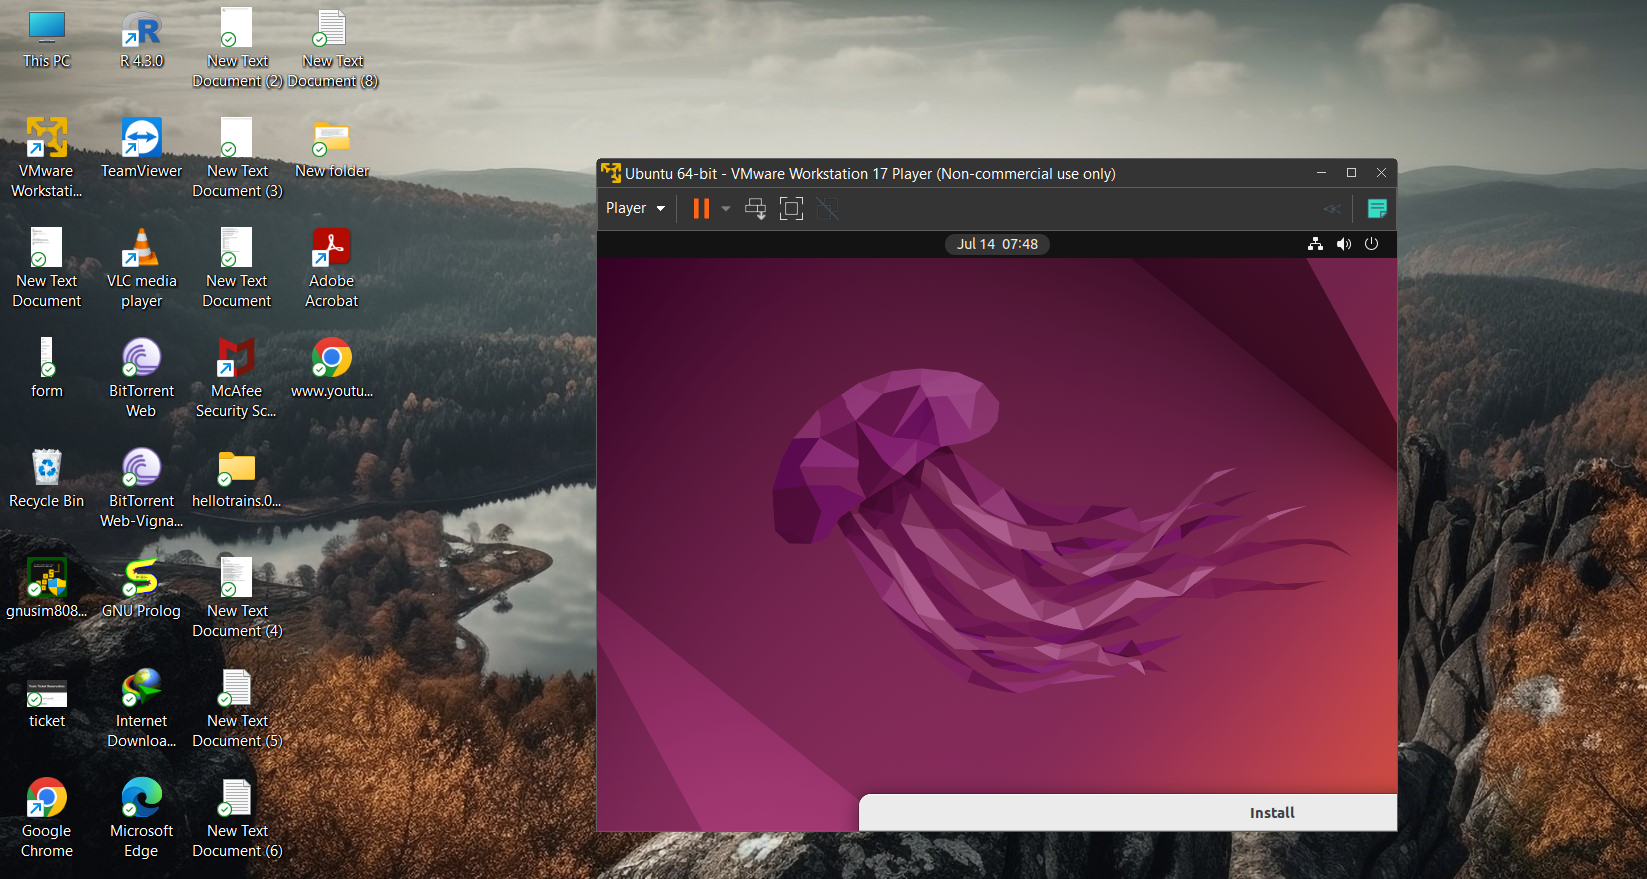 This PC
R 4.3.0
New Text
Document (2)
New Text
Document (8)
VMware
Workstati...
TeamViewer
New Text
Document (3)
New folder
New Text
Document
VLC media
player
New Text
Document
Adobe
Acrobat
form
BitTorrent
Web
McAfee
Security Sc...
www.youtu...
Recycle Bin
BitTorrent
Web-Vigna...
hellotrains.0...
gnusim808...
GNU Prolog
New Text
Document (4)
ticket
Internet
Downloa...
New Text
Document (5)
Google
Chrome
Microsoft
Edge
New Text
Document (6)
Ubuntu 64-bit - VMware Workstation 17 Player (Non-commercial use only)
Player
Jul 14 07:48
Install